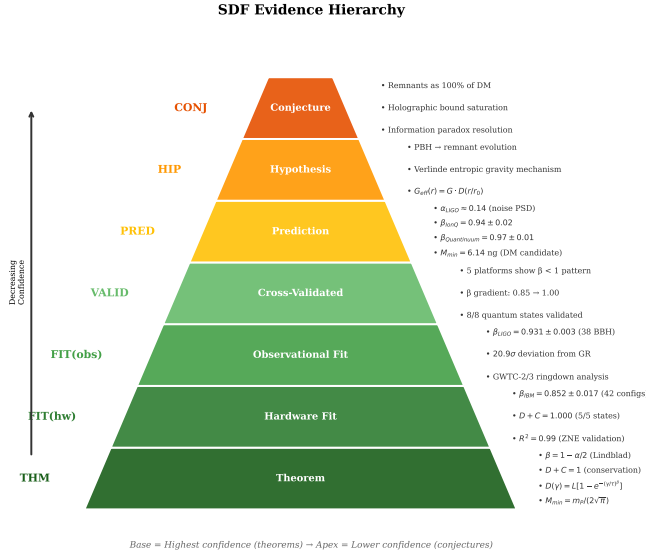 SDF Evidence Hierarchy
Decreasing
Confidence
CONJ
Conjecture
• Remnants as 100% of DM
• Holographic bound saturation
• Information paradox resolution
HIP
Hypothesis
• PBH → remnant evolution
• Verlinde entropic gravity mechanism
• G_eff(r) = G · D(r/r_0)
PRED
Prediction
• α_LIGO ≈ 0.14 (noise PSD)
• β_IonQ = 0.94 ± 0.02
• β_Quantinuum = 0.97 ± 0.01
• M_min = 6.14 ng (DM candidate)
VALID
Cross-Validated
• 5 platforms show β < 1 pattern
• β gradient: 0.85 → 1.00
• 8/8 quantum states validated
FIT(obs)
Observational Fit
• β_LIGO = 0.931 ± 0.003 (38 BBH)
• 20.9σ deviation from GR
• GWTC-2/3 ringdown analysis
FIT(hw)
Hardware Fit
• β_IBM = 0.852 ± 0.017 (42 configs
• D + C = 1.000 (5/5 states)
• R² = 0.99 (ZNE validation)
THM
Theorem
• β = 1 − α/2 (Lindblad)
• D + C = 1 (conservation)
• M_min = m_P/(2√π)
Base = Highest confidence (theorems) → Apex = Lower confidence (conjectures)